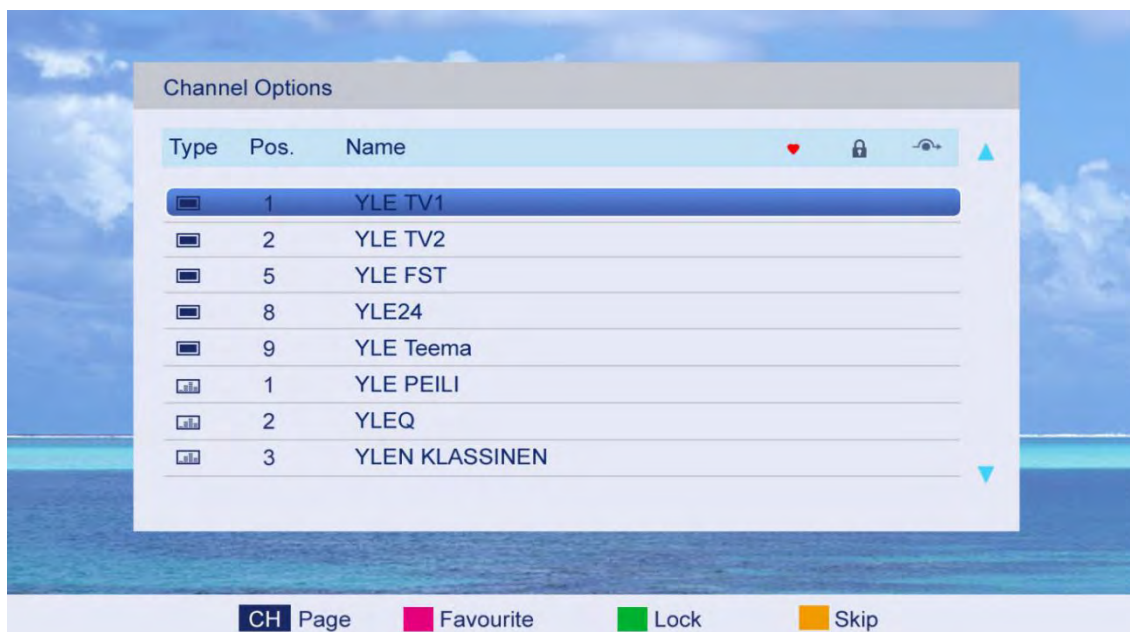 Channel Options
Type Pos. Name
1 YLE TV1
2 YLE TV2
5 YLE FST
8 YLE24
9 YLE Teema
1 YLE PEILI
2 YLEQ
3 YLEN KLASSINEN
CH Page Favourite Lock Skip